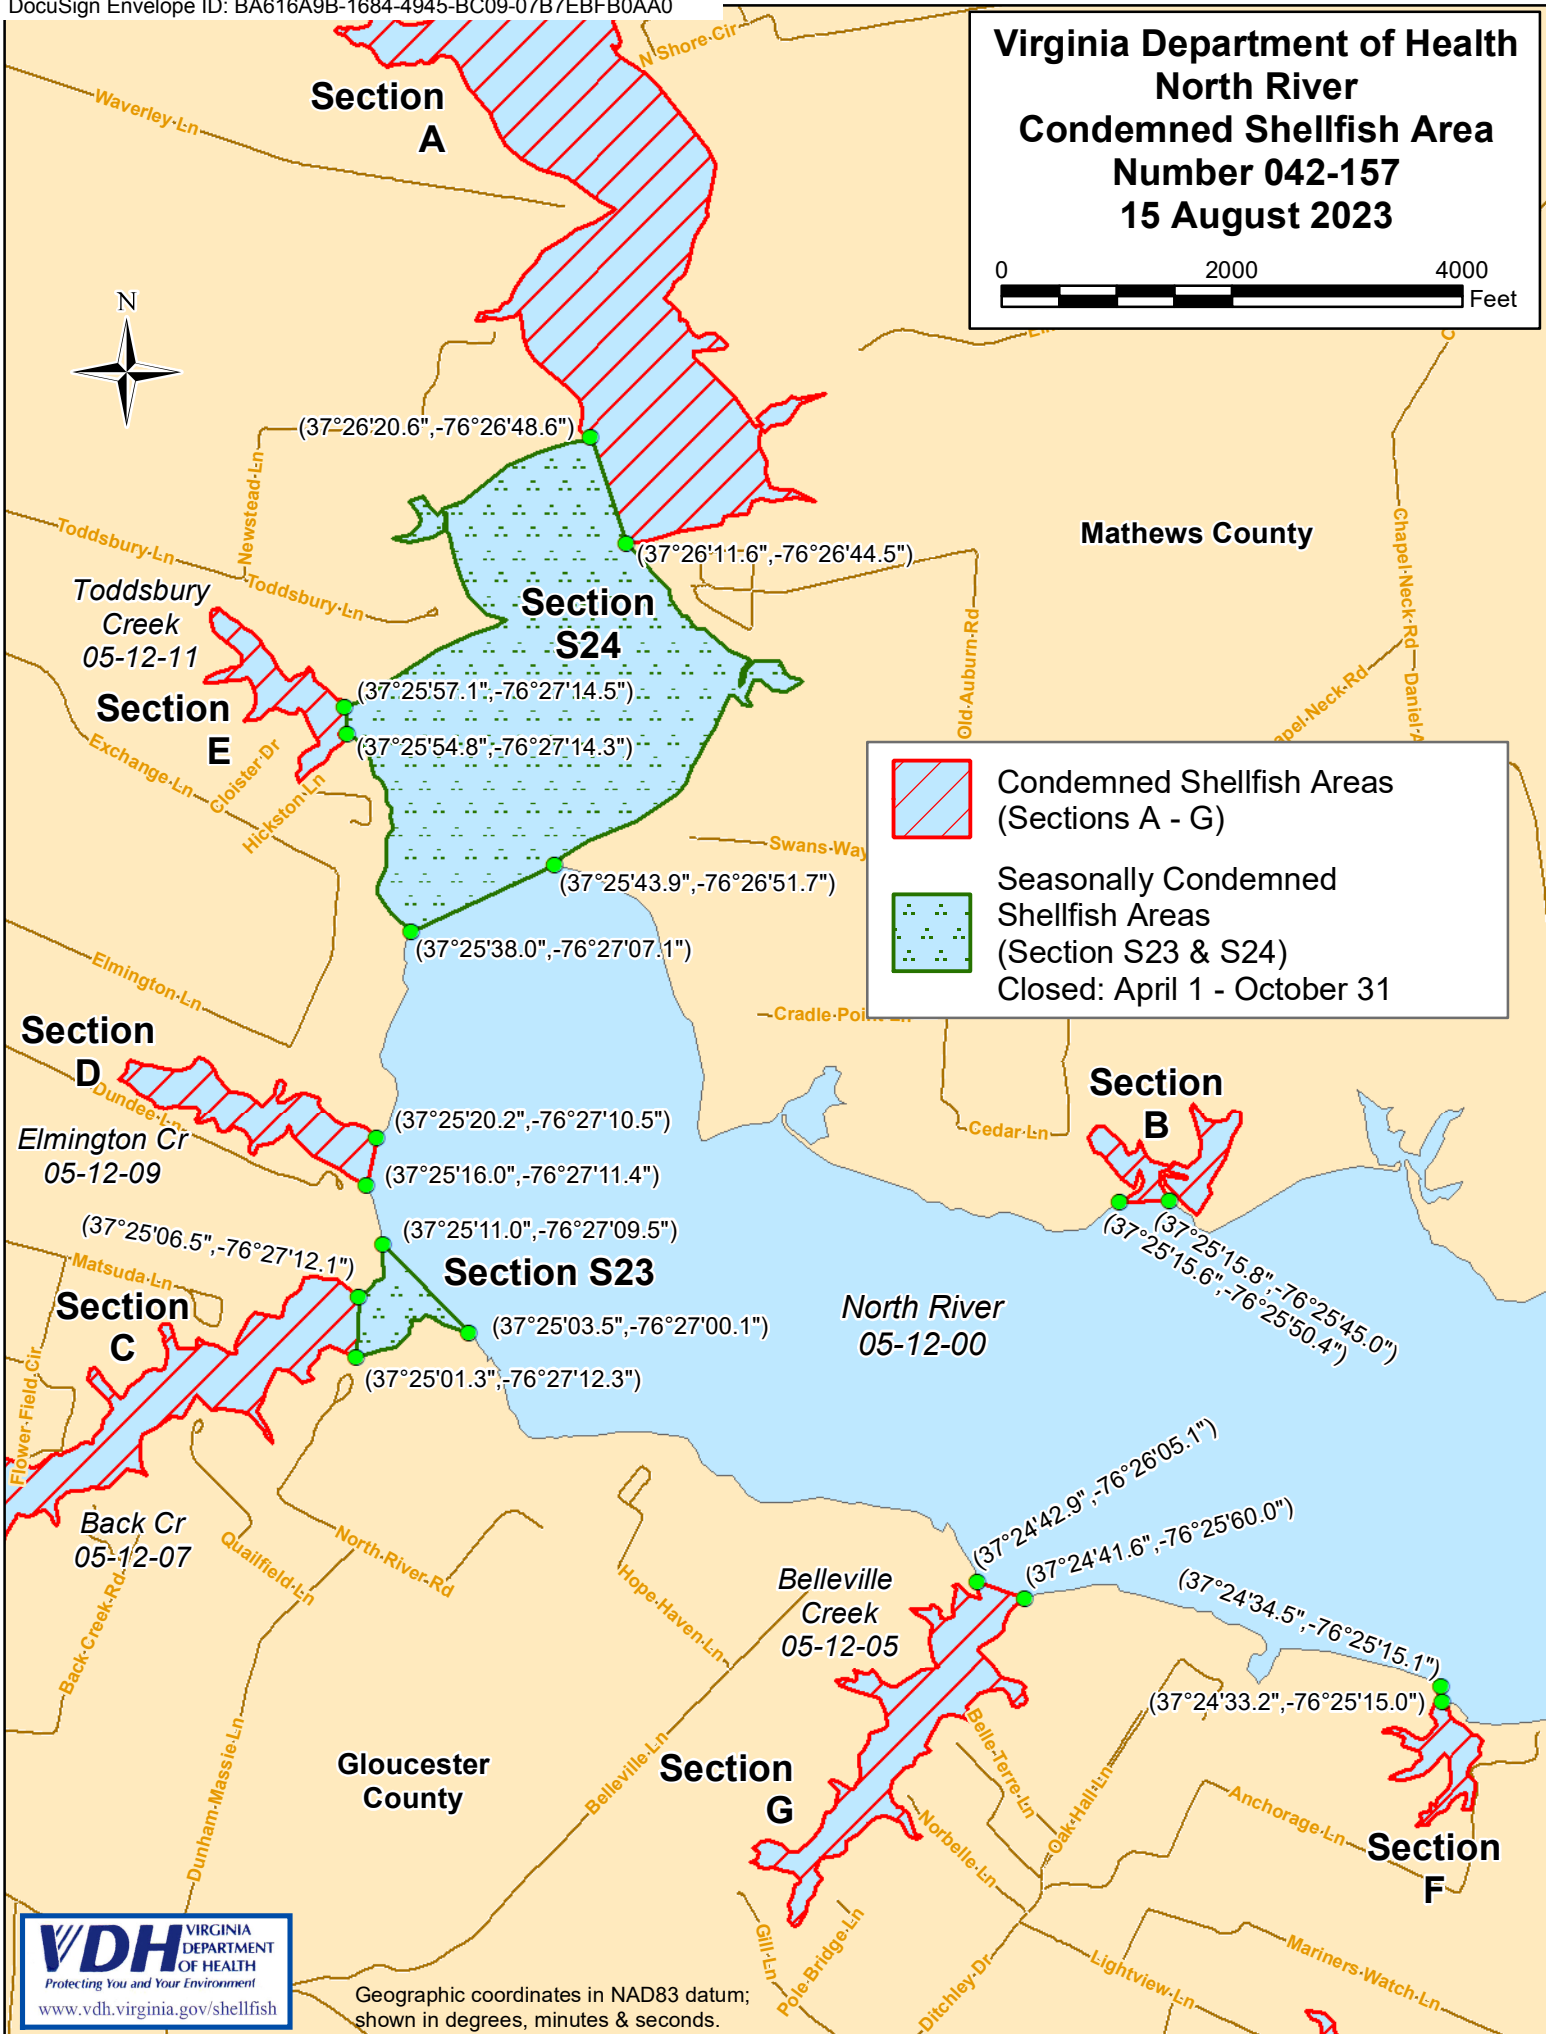 DocuSign Envelope ID: BA616A9B-1684-4945-BC09-07B7EBFB0AA0
Virginia Department of Health
North River
Condemned Shellfish Area
Number 042-157
15 August 2023
0 2000 4000
Feet
N Shore Cir
Section
A
Waverley Ln
N
(37°26'20.6",-76°26'48.6")
Newstead Ln
(37°26'11.6",-76°26'44.5")
Mathews County
Chapel Neck Rd
Toddsbury Ln
Toddsbury Ln
Toddsbury
Creek
05-12-11
Section
S24
Old Auburn Rd
Section
E
(37°25'57.1",-76°27'14.5")
(37°25'54.8",-76°27'14.3")
Exchange Ln
Cloister Dr
Hickston Ln
apel Neck Rd
Daniel A
Condemned Shellfish Areas
(Sections A - G)
Seasonally Condemned
Shellfish Areas
(Section S23 & S24)
Closed: April 1 - October 31
Swans Way
(37°25'43.9",-76°26'51.7")
(37°25'38.0",-76°27'07.1")
Elmington Ln
Cradle Point Ln
Section
D
Dundee Ln
Elmington Cr
05-12-09
(37°25'20.2",-76°27'10.5")
(37°25'16.0",-76°27'11.4")
Cedar Ln
Section
B
(37°25'15.8",-76°25'45.0")
(37°25'15.6",-76°25'50.4")
(37°25'11.0",-76°27'09.5")
(37°25'06.5",-76°27'12.1")
Section S23
Matsuda Ln
Section
C
(37°25'03.5",-76°27'00.1")
(37°25'01.3",-76°27'12.3")
North River
05-12-00
Flower Field Cir
Back Cr
05-12-07
Back Creek Rd
Quailfield Ln
North River Rd
Hope Haven Ln
(37°24'42.9",-76°26'05.1")
(37°24'41.6",-76°25'60.0")
(37°24'34.5",-76°25'15.1")
(37°24'33.2",-76°25'15.0")
Belleville
Creek
05-12-05
Dunham Massie Ln
Gloucester
County
Belleville Ln
Section
G
Belle Terre Ln
Oak Hall Ln
Norbelle Ln
Anchorage Ln
Section
F
Gill Ln
Pole Bridge Ln
Ditchley Dr
Lightview Ln
Mariners Watch Ln
VDH VIRGINIA
DEPARTMENT
OF HEALTH
Protecting You and Your Environment
www.vdh.virginia.gov/shellfish
Geographic coordinates in NAD83 datum;
shown in degrees, minutes & seconds.